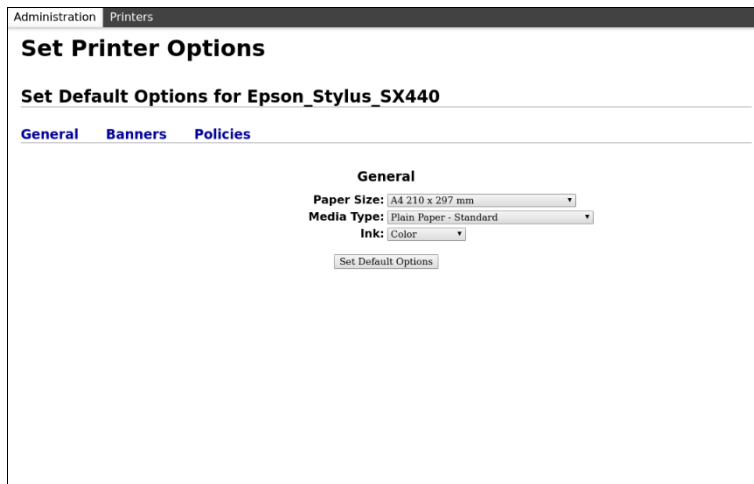 Administration Printers
Set Printer Options
Set Default Options for Epson_Stylus_SX440
General Banners Policies
General
Paper Size: A4 210 x 297 mm
Media Type: Plain Paper - Standard
Ink: Color
Set Default Options